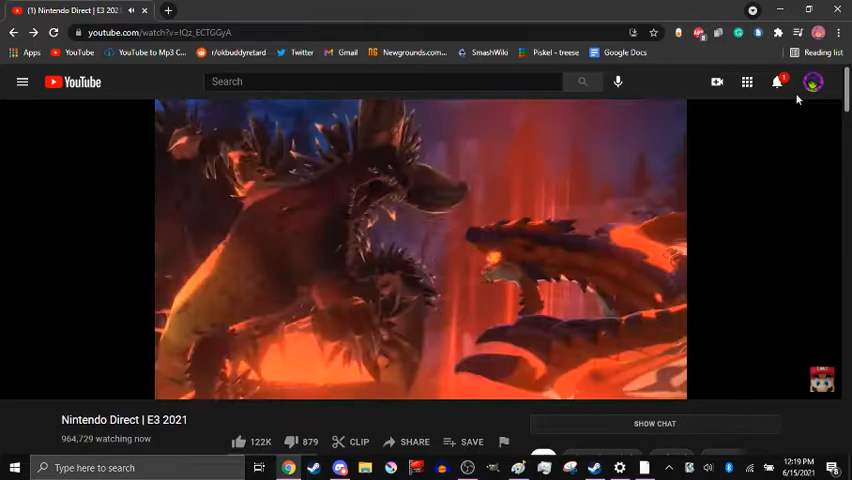 (1) Nintendo Direct | E3 202
youtube.com/watch?v=IQz_ECTGGyA
Apps YouTube YouTube to Mp3 C... r/okbuddyretard Twitter Gmail Newgrounds.com... SmashWiki Piskel - treese Google Docs Reading list
YouTube Search 1
Nintendo Direct | E3 2021
SHOW CHAT
964,729 watching now
122K 879 CLIP SHARE SAVE
Type here to search
12:19 PM
6/15/2021